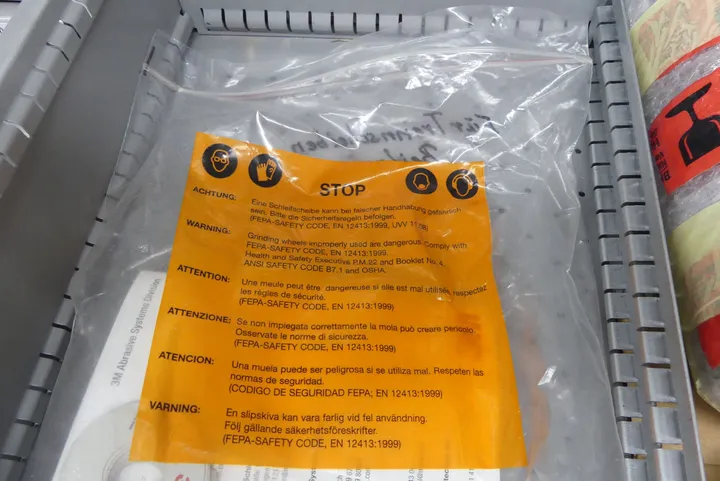 Für Trennscheiben
STOP
ACHTUNG:
Eine Schleifscheibe kann bei falscher Handhabung gefährlich
sein. Bitte die Sicherheitsregeln befolgen.
(FEPA-SAFETY CODE, EN 12413:1999, UVV 11/78)
WARNING:
Grinding wheels improperly used are dangerous. Comply with
FEPA-SAFETY CODE, EN 12413:1999
Health and Safety Executive P.M.22 and Booklet No. 4,
ANSI SAFETY CODE B7.1 and OSHA.
ATTENTION:
Une meule peut être dangereuse si elle est mal utilisée, respectez
les règles de sécurité.
(FEPA-SAFETY CODE, EN 12413:1999)
ATTENZIONE:
Se non impiegata correttamente la mola può creare pericolo
Osservate le norme di sicurezza.
(FEPA-SAFETY CODE, EN 12413:1999)
ATENCION:
Una muela puede ser peligrosa si se utiliza mal. Respeten las
normas de seguridad.
(CODIGO DE SEGURIDAD FEPA; EN 12413:1999)
VARNING:
En slipskiva kan vara farlig vid fel användning.
Följ gällande säkerhetsföreskrifter.
(FEPA-SAFETY CODE, EN 12413:1999)
3M Abrasive Systems Division